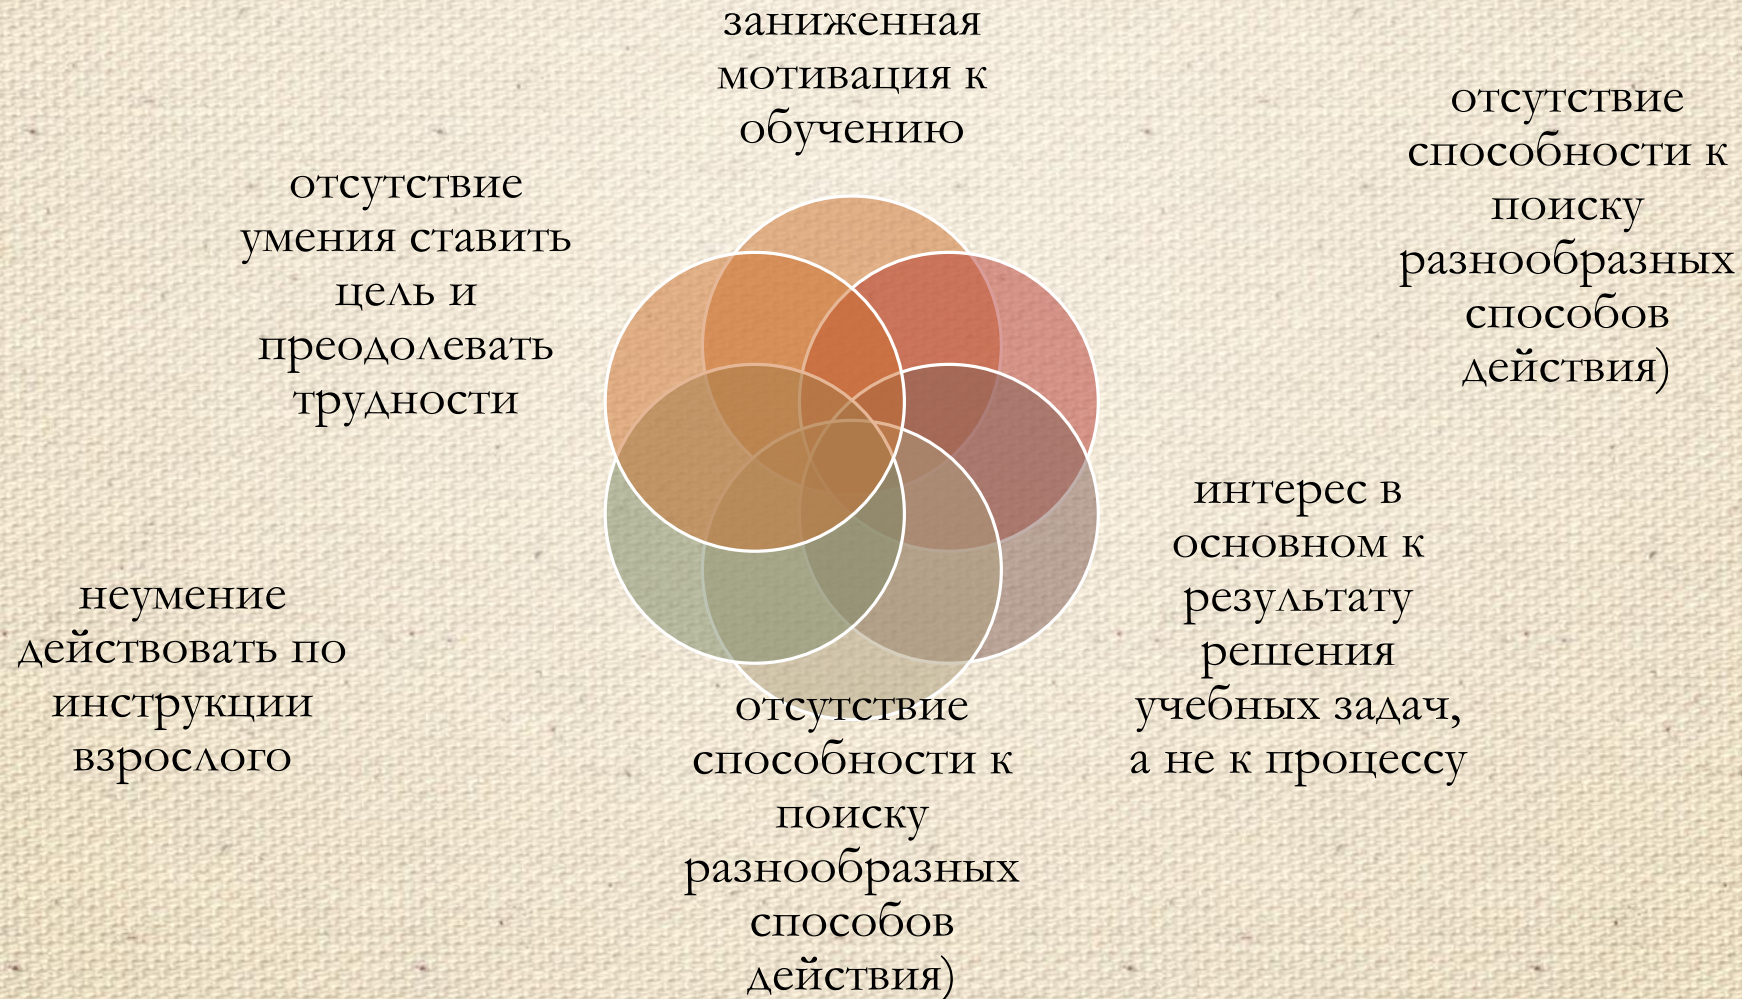 заниженная
мотивация к
обучению
отсутствие
способности к
поиску
разнообразных
способов
действия)
интерес в
основном к
результату
решения
учебных задач,
а не к процессу
отсутствие
способности к
поиску
разнообразных
способов
действия)
неумение
действовать по
инструкции
взрослого
отсутствие
умения ставить
цель и
преодолевать
трудности